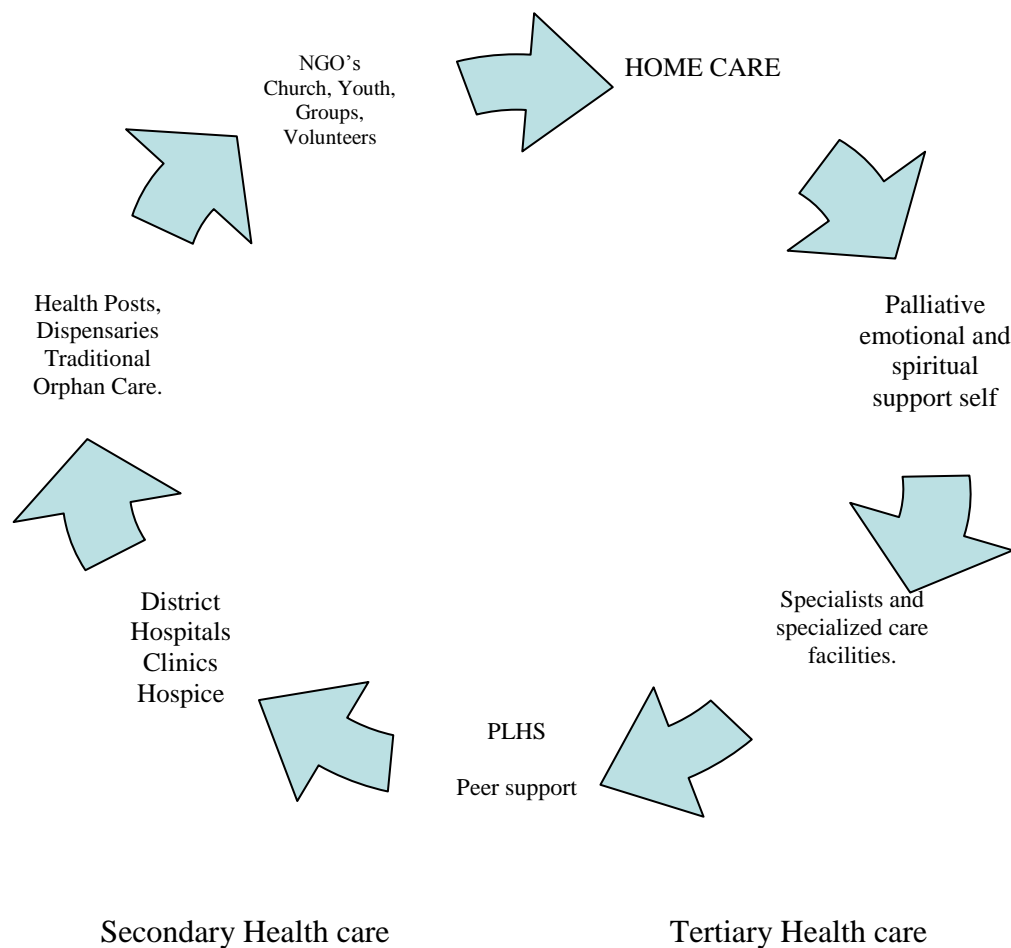 NGO's
Church, Youth,
Groups,
Volunteers
HOME CARE
Palliative
emotional and
spiritual
support self
Specialists and
specialized care
facilities.
PLHS
Peer support
District
Hospitals
Clinics
Hospice
Health Posts,
Dispensaries
Traditional
Orphan Care.
Secondary Health care
Tertiary Health care